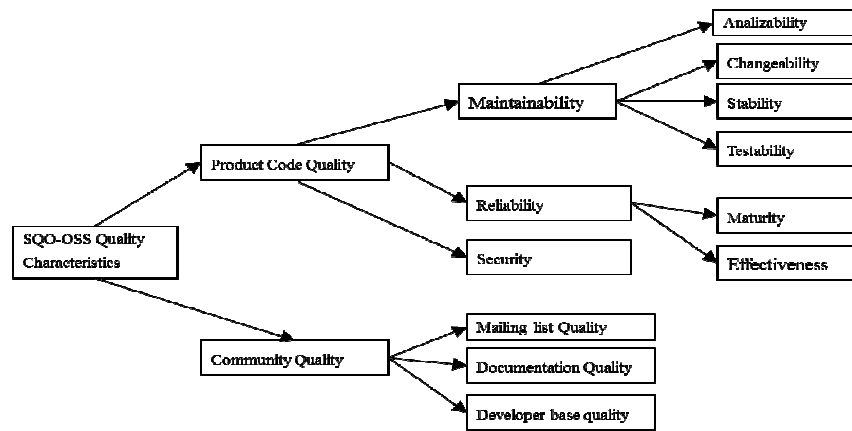 Analizability
Changeability
Maintainability
Stability
Testability
Product Code Quality
Reliability
Maturity
SQO-OSS Quality
Characteristics
Security
Effectiveness
Mailing list Quality
Community Quality
Documentation Quality
Developer base quality